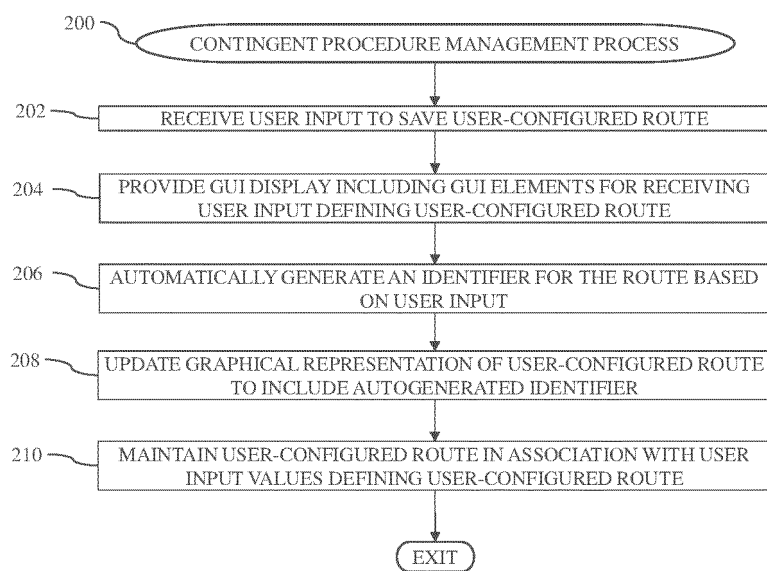 200
CONTINGENT PROCEDURE MANAGEMENT PROCESS
202
RECEIVE USER INPUT TO SAVE USER-CONFIGURED ROUTE
204
PROVIDE GUI DISPLAY INCLUDING GUI ELEMENTS FOR RECEIVING
USER INPUT DEFINING USER-CONFIGURED ROUTE
206
AUTOMATICALLY GENERATE AN IDENTIFIER FOR THE ROUTE BASED
ON USER INPUT
208
UPDATE GRAPHICAL REPRESENTATION OF USER-CONFIGURED ROUTE
TO INCLUDE AUTOGENERATED IDENTIFIER
210
MAINTAIN USER-CONFIGURED ROUTE IN ASSOCIATION WITH USER
INPUT VALUES DEFINING USER-CONFIGURED ROUTE
EXIT